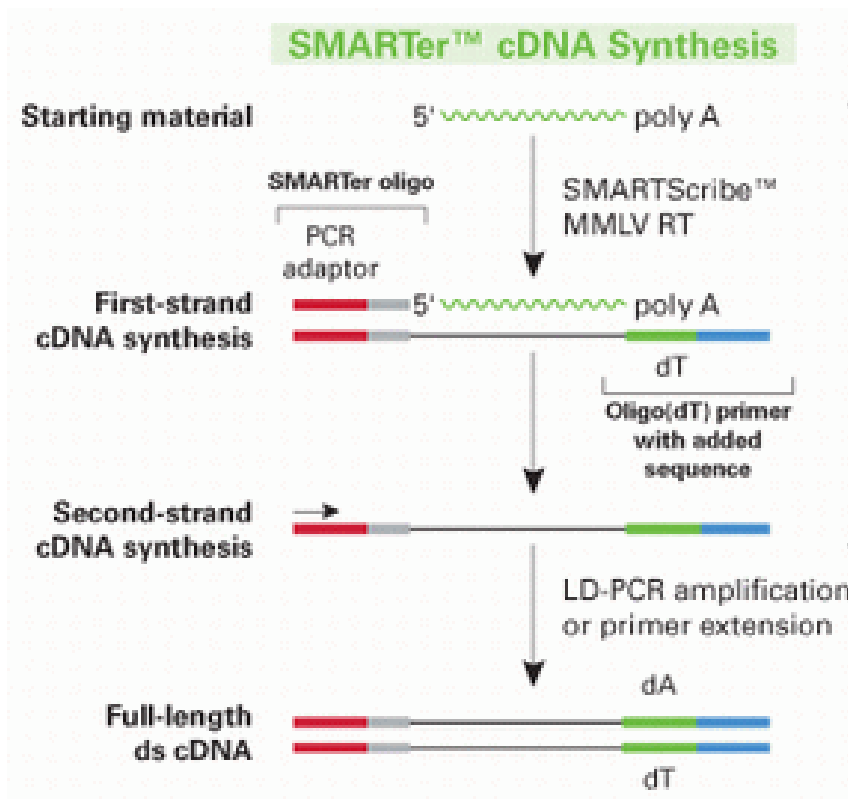 SMARTer™ cDNA Synthesis
Starting material
5' poly A
SMARTScribe™
MMLV RT
SMARTer oligo
PCR
adaptor
First-strand
cDNA synthesis
5' poly A
dT
Oligo(dT) primer
with added
sequence
Second-strand
cDNA synthesis
LD-PCR amplification
or primer extension
dA
Full-length
ds cDNA
dT